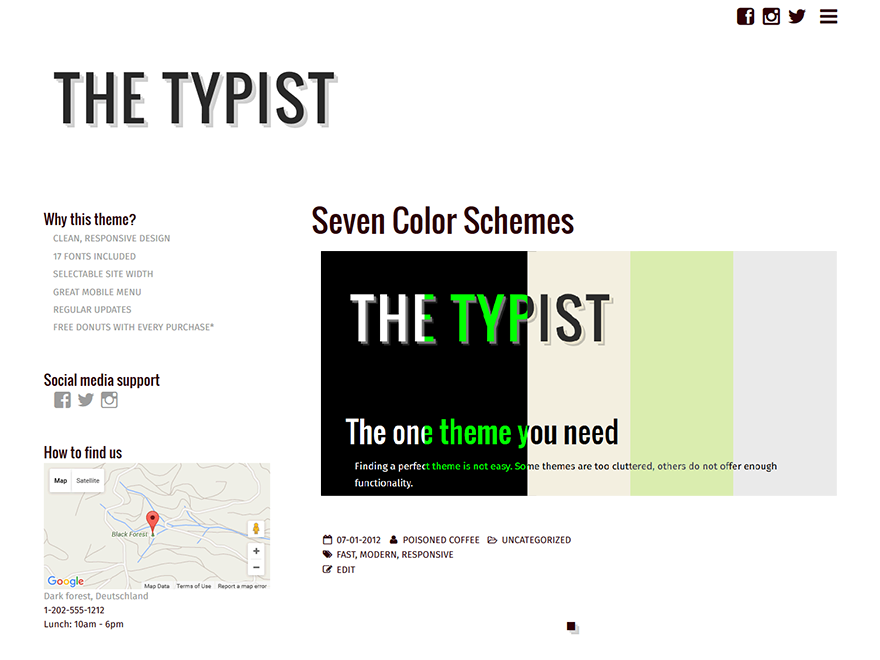 THE TYPIST
Why this theme?
CLEAN, RESPONSIVE DESIGN
17 FONTS INCLUDED
SELECTABLE SITE WIDTH
GREAT MOBILE MENU
REGULAR UPDATES
FREE DONUTS WITH EVERY PURCHASE*
Social media support
How to find us
Map Satellite
Black Forest
Google
Map Data Terms of Use Report a map error
Dark forest, Deutschland
1-202-555-1212
Lunch: 10am - 6pm
Seven Color Schemes
THE TYPIST
The one theme you need
Finding a perfect theme is not easy. Some themes are too cluttered, others do not offer enough
functionality.
07-01-2012 POISONED COFFEE UNCATEGORIZED
FAST, MODERN, RESPONSIVE
EDIT